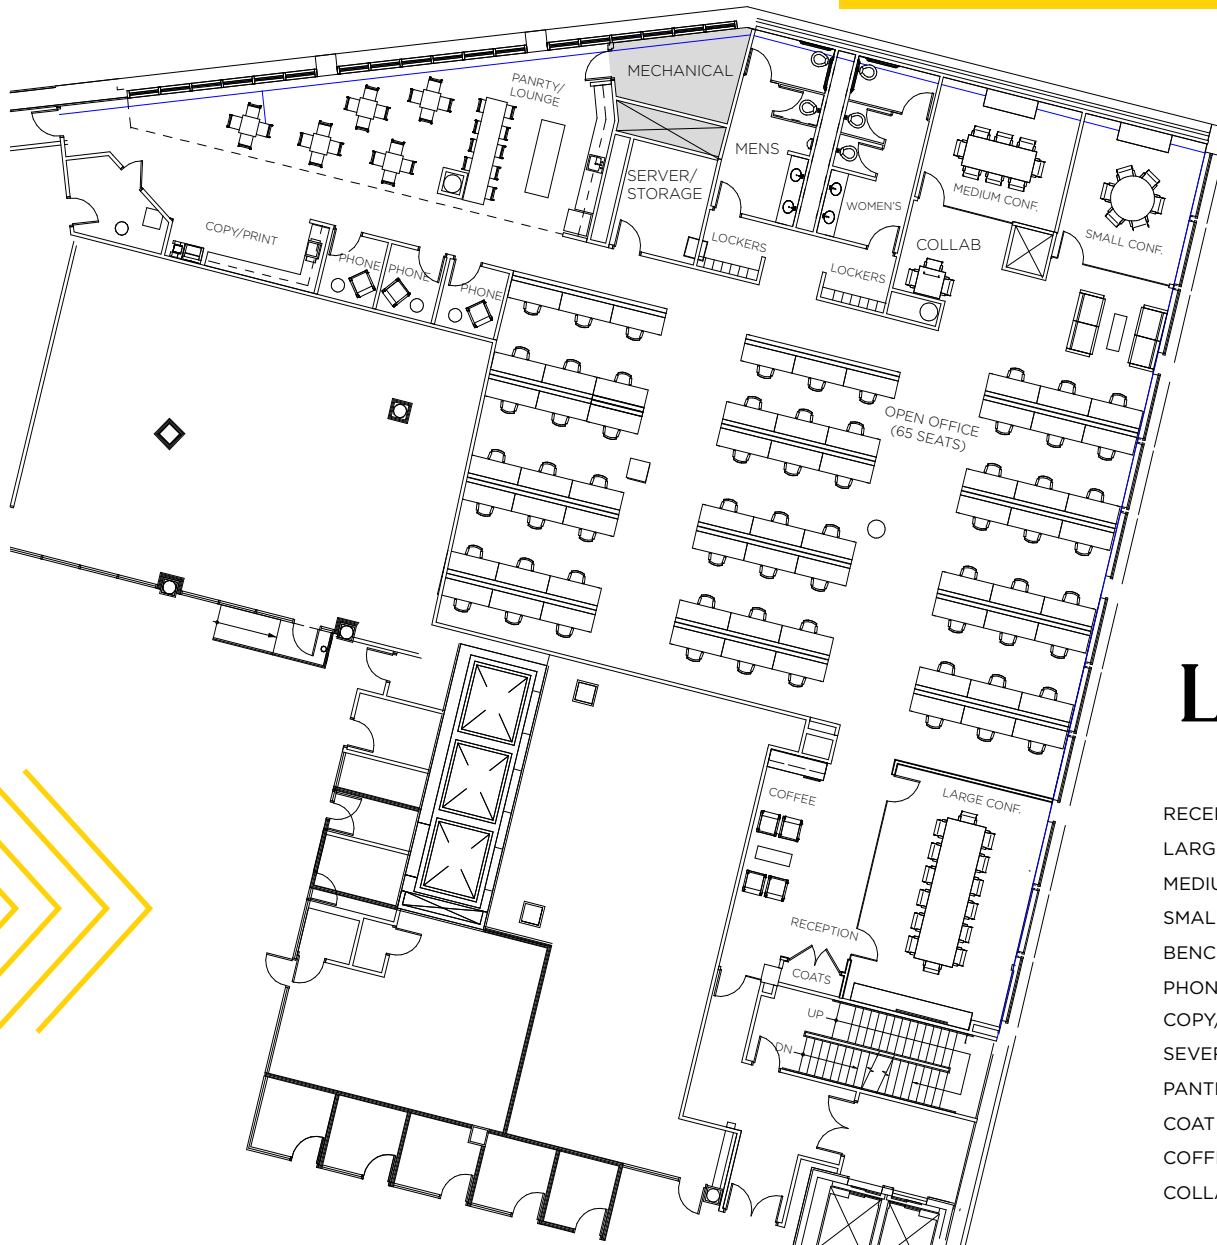 MECHANICAL
PANRTY/
LOUNGE
MENS
SERVER/
STORAGE
WOMEN'S
MEDIUM CONF.
SMALL CONF.
COPY/PRINT
LOCKERS
COLLAB
PHONE
PHONE
PHONE
LOCKERS
OPEN OFFICE
(65 SEATS)
L
COFFEE
LARGE CONF.
RECEPTION
COATS
UP
DN
RECE
LARG
MEDIU
SMAL
BENC
PHON
COPY/
SEVER
PANT
COAT
COFF
COLLA